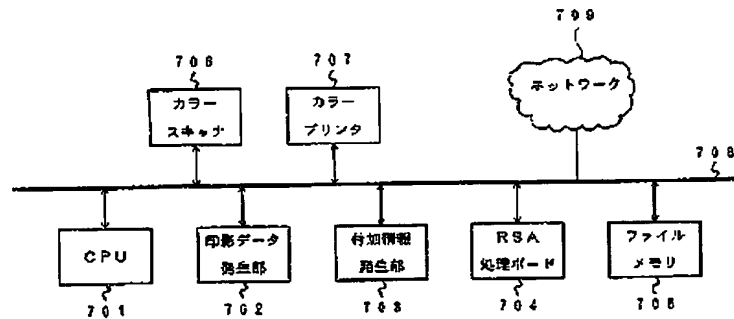 709
706
707
カラー
スキャナ
カラー
プリンタ
ネットワーク
708
CPU
印影データ
発生部
付加情報
発生部
RSA
処理ボード
ファイル
メモリ
701
702
703
704
705